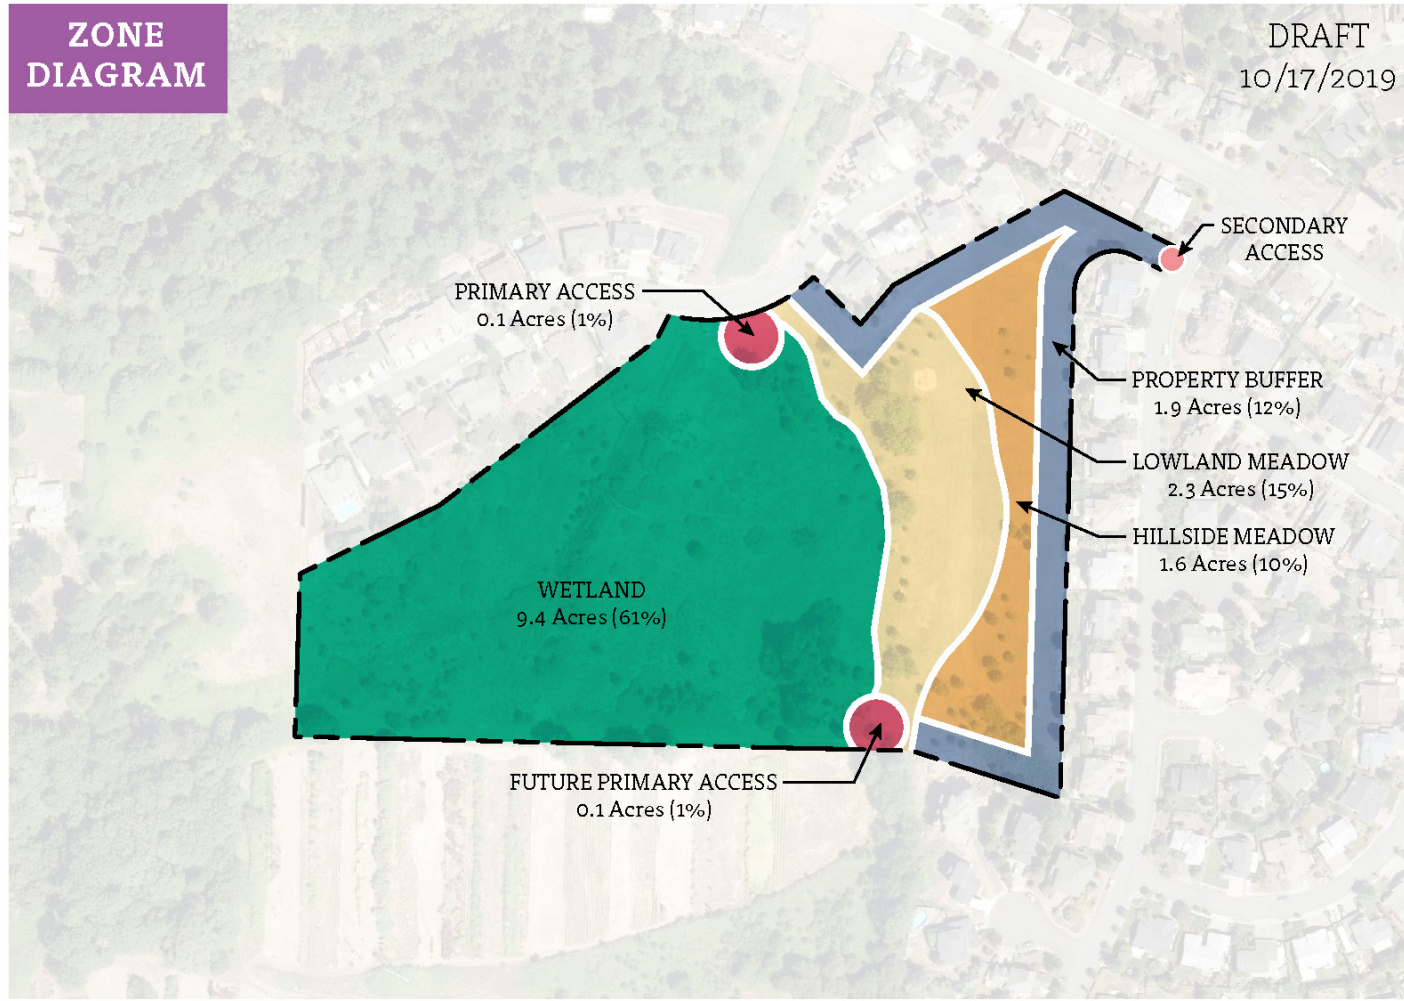 ZONE
DIAGRAM
DRAFT
10/17/2019
SECONDARY
ACCESS
PRIMARY ACCESS
0.1 Acres (1%)
PROPERTY BUFFER
1.9 Acres (12%)
LOWLAND MEADOW
2.3 Acres (15%)
HILLSIDE MEADOW
1.6 Acres (10%)
WETLAND
9.4 Acres (61%)
FUTURE PRIMARY ACCESS
0.1 Acres (1%)